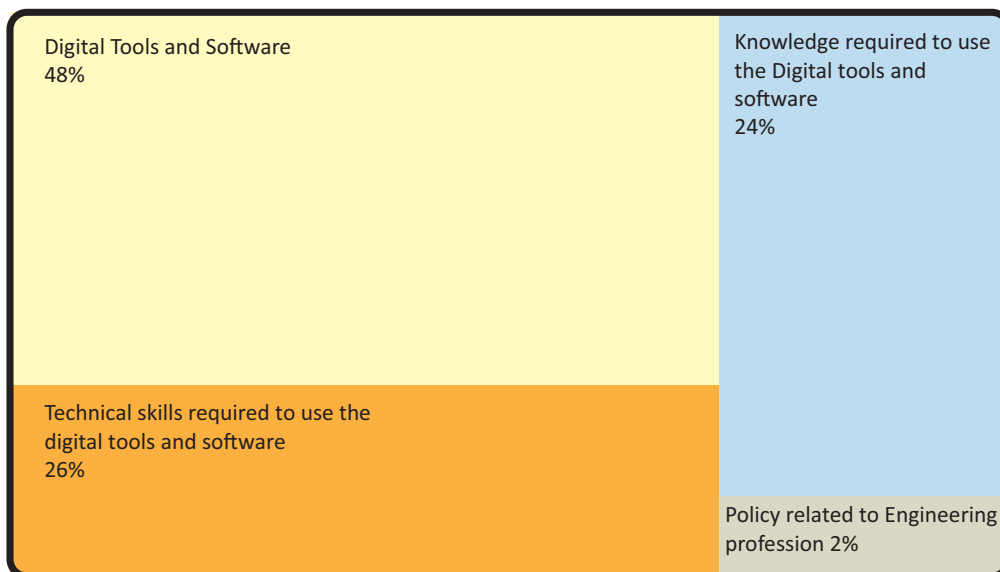 Digital Tools and Software
48%
Knowledge required to use
the Digital tools and
software
24%
Technical skills required to use the
digital tools and software
26%
Policy related to Engineering
profession 2%